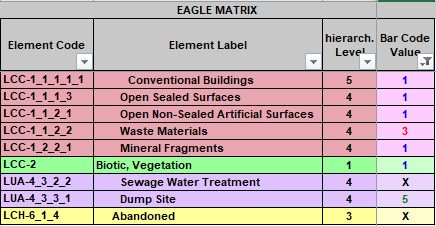 EAGLE MATRIX
Element Code Element Label hierarch. Level Bar Code Value
LCC-1_1_1_1_1 Conventional Buildings 5 1
LCC-1_1_1_3 Open Sealed Surfaces 4 1
LCC-1_1_2_1 Open Non-Sealed Artificial Surfaces 4 1
LCC-1_1_2_2 Waste Materials 4 3
LCC-1_2_2_1 Mineral Fragments 4 1
LCC-2 Biotic, Vegetation 1 1
LUA-4_3_2_2 Sewage Water Treatment 4 X
LUA-4_3_3_1 Dump Site 4 5
LCH-6_1_4 Abandoned 3 X